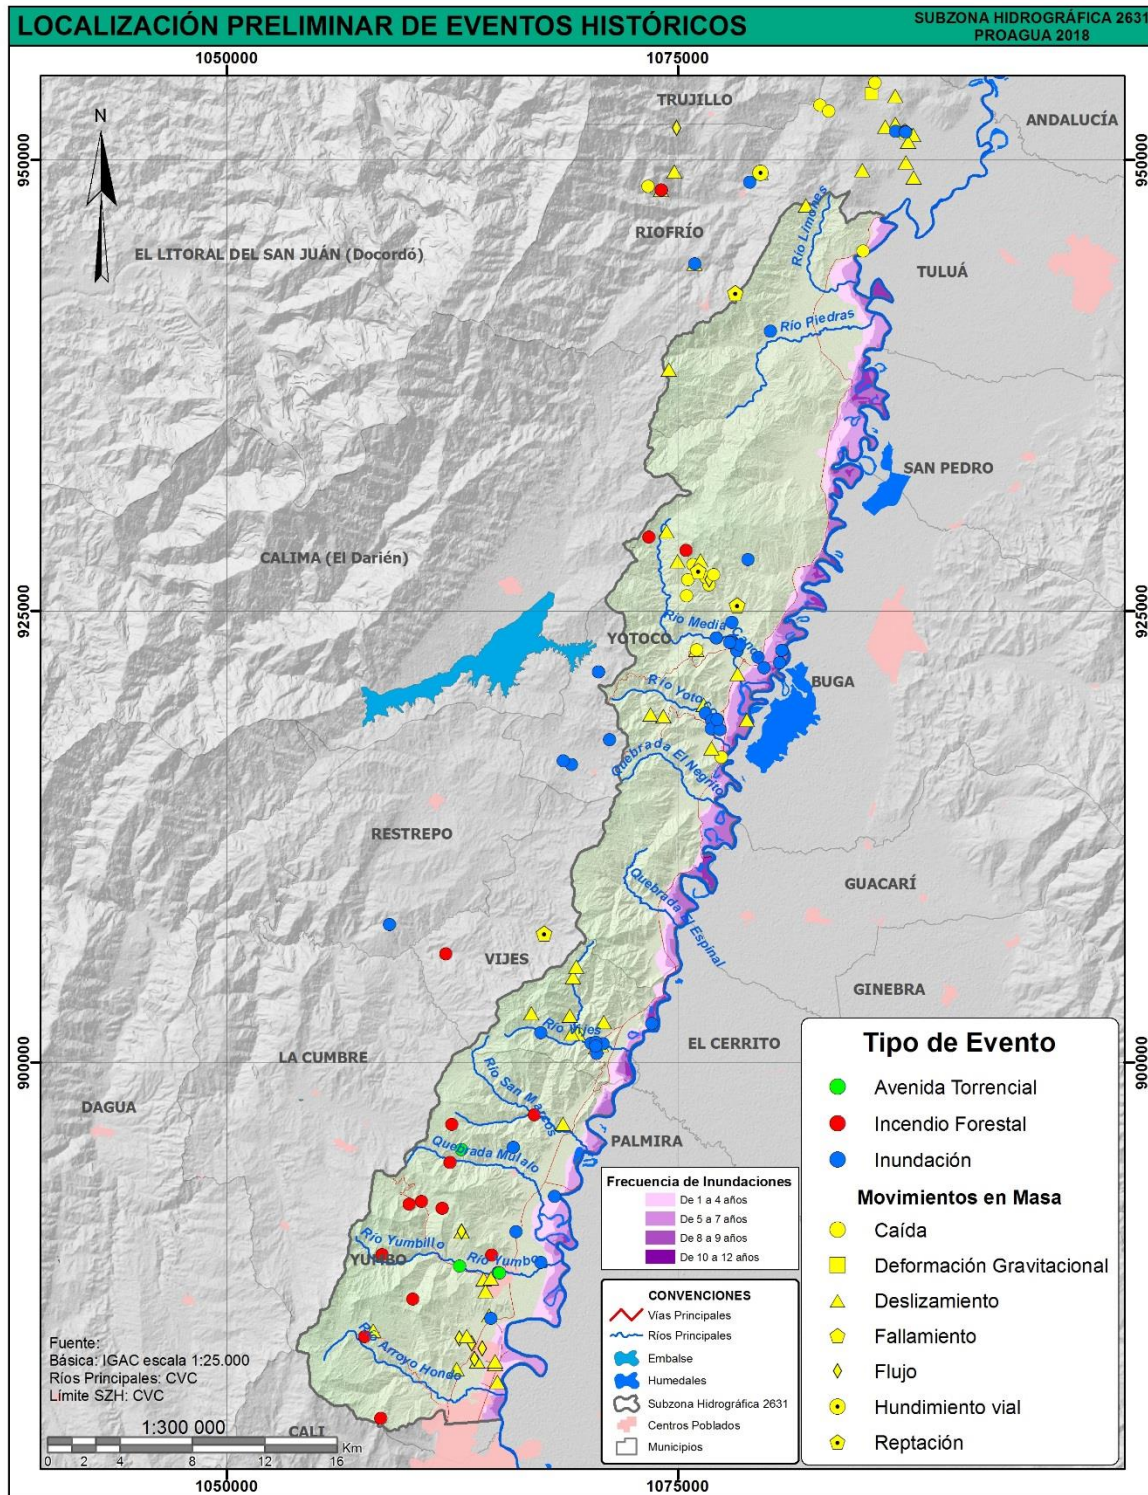 LOCALIZACIÓN PRELIMINAR DE EVENTOS HISTÓRICOS
SUBZONA HIDROGRÁFICA 2631
PROAGUA 2018
1050000
1075000
N
TRUJILLO
ANDALUCÍA
950000
950000
RIOFRÍO
Río Limones
EL LITORAL DEL SAN JUÁN (Docordó)
TULUÁ
Río Piedras
SAN PEDRO
CALIMA (El Darién)
925000
925000
Río Media Canoa
YOTOCO
Río Yotoco
BUGA
Quebrada El Negrito
RESTREPO
GUACARÍ
Quebrada El Espinal
VIJES
GINEBRA
Río Vijes
EL CERRITO
900000
900000
LA CUMBRE
DAGUA
Río San Marcos
PALMIRA
Quebrada Mulalo
Río Yumbillo
YUMBO
Río Yumbo
Río Arroyo Hondo
CALI
Tipo de Evento
Avenida Torrencial
Incendio Forestal
Inundación
Movimientos en Masa
Caída
Deformación Gravitacional
Deslizamiento
Fallamiento
Flujo
Hundimiento vial
Reptación
Frecuencia de Inundaciones
De 1 a 4 años
De 5 a 7 años
De 8 a 9 años
De 10 a 12 años
CONVENCIONES
Vías Principales
Ríos Principales
Embalse
Humedales
Subzona Hidrográfica 2631
Centros Poblados
Municipios
Fuente:
Básica: IGAC escala 1:25.000
Ríos Principales: CVC
Límite SZH: CVC
1:300 000
Km
0 2 4 8 12 16
1050000
1075000